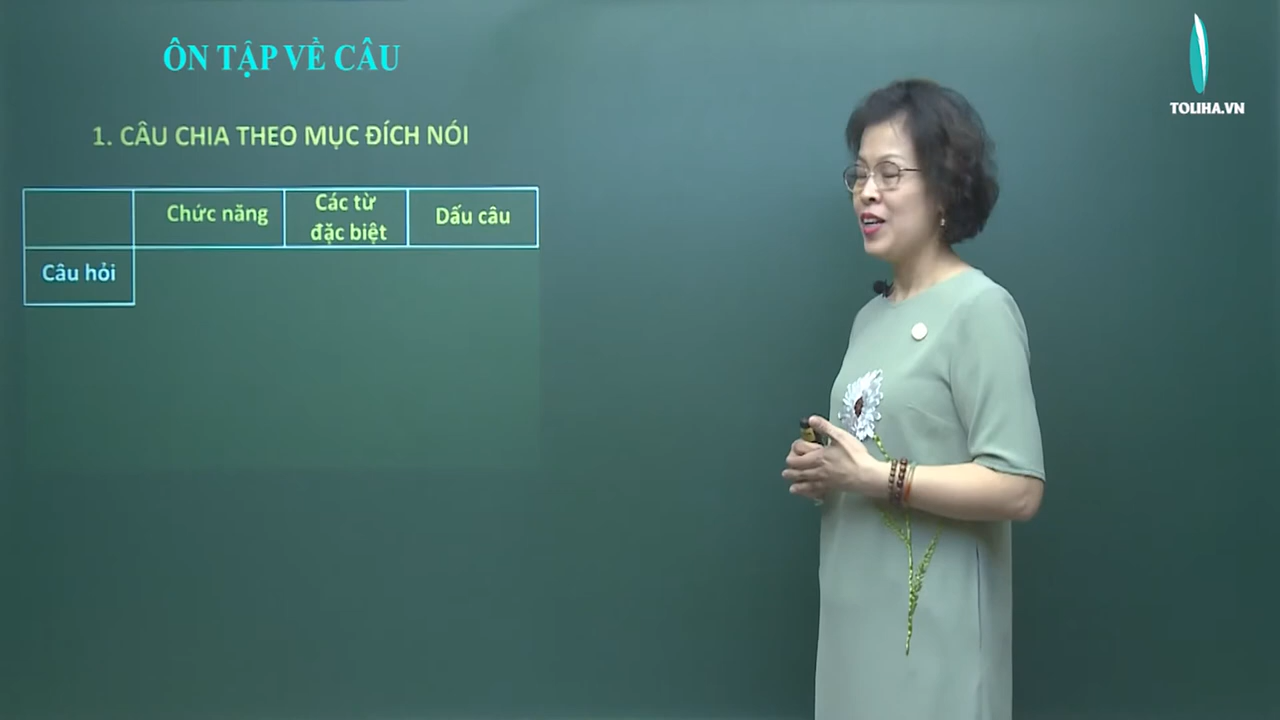 ÔN TẬP VỀ CÂU
TOLIHA.VN
1. CÂU CHIA THEO MỤC ĐÍCH NÓI
Chức năng
Các từ
đặc biệt
Dấu câu
Câu hỏi